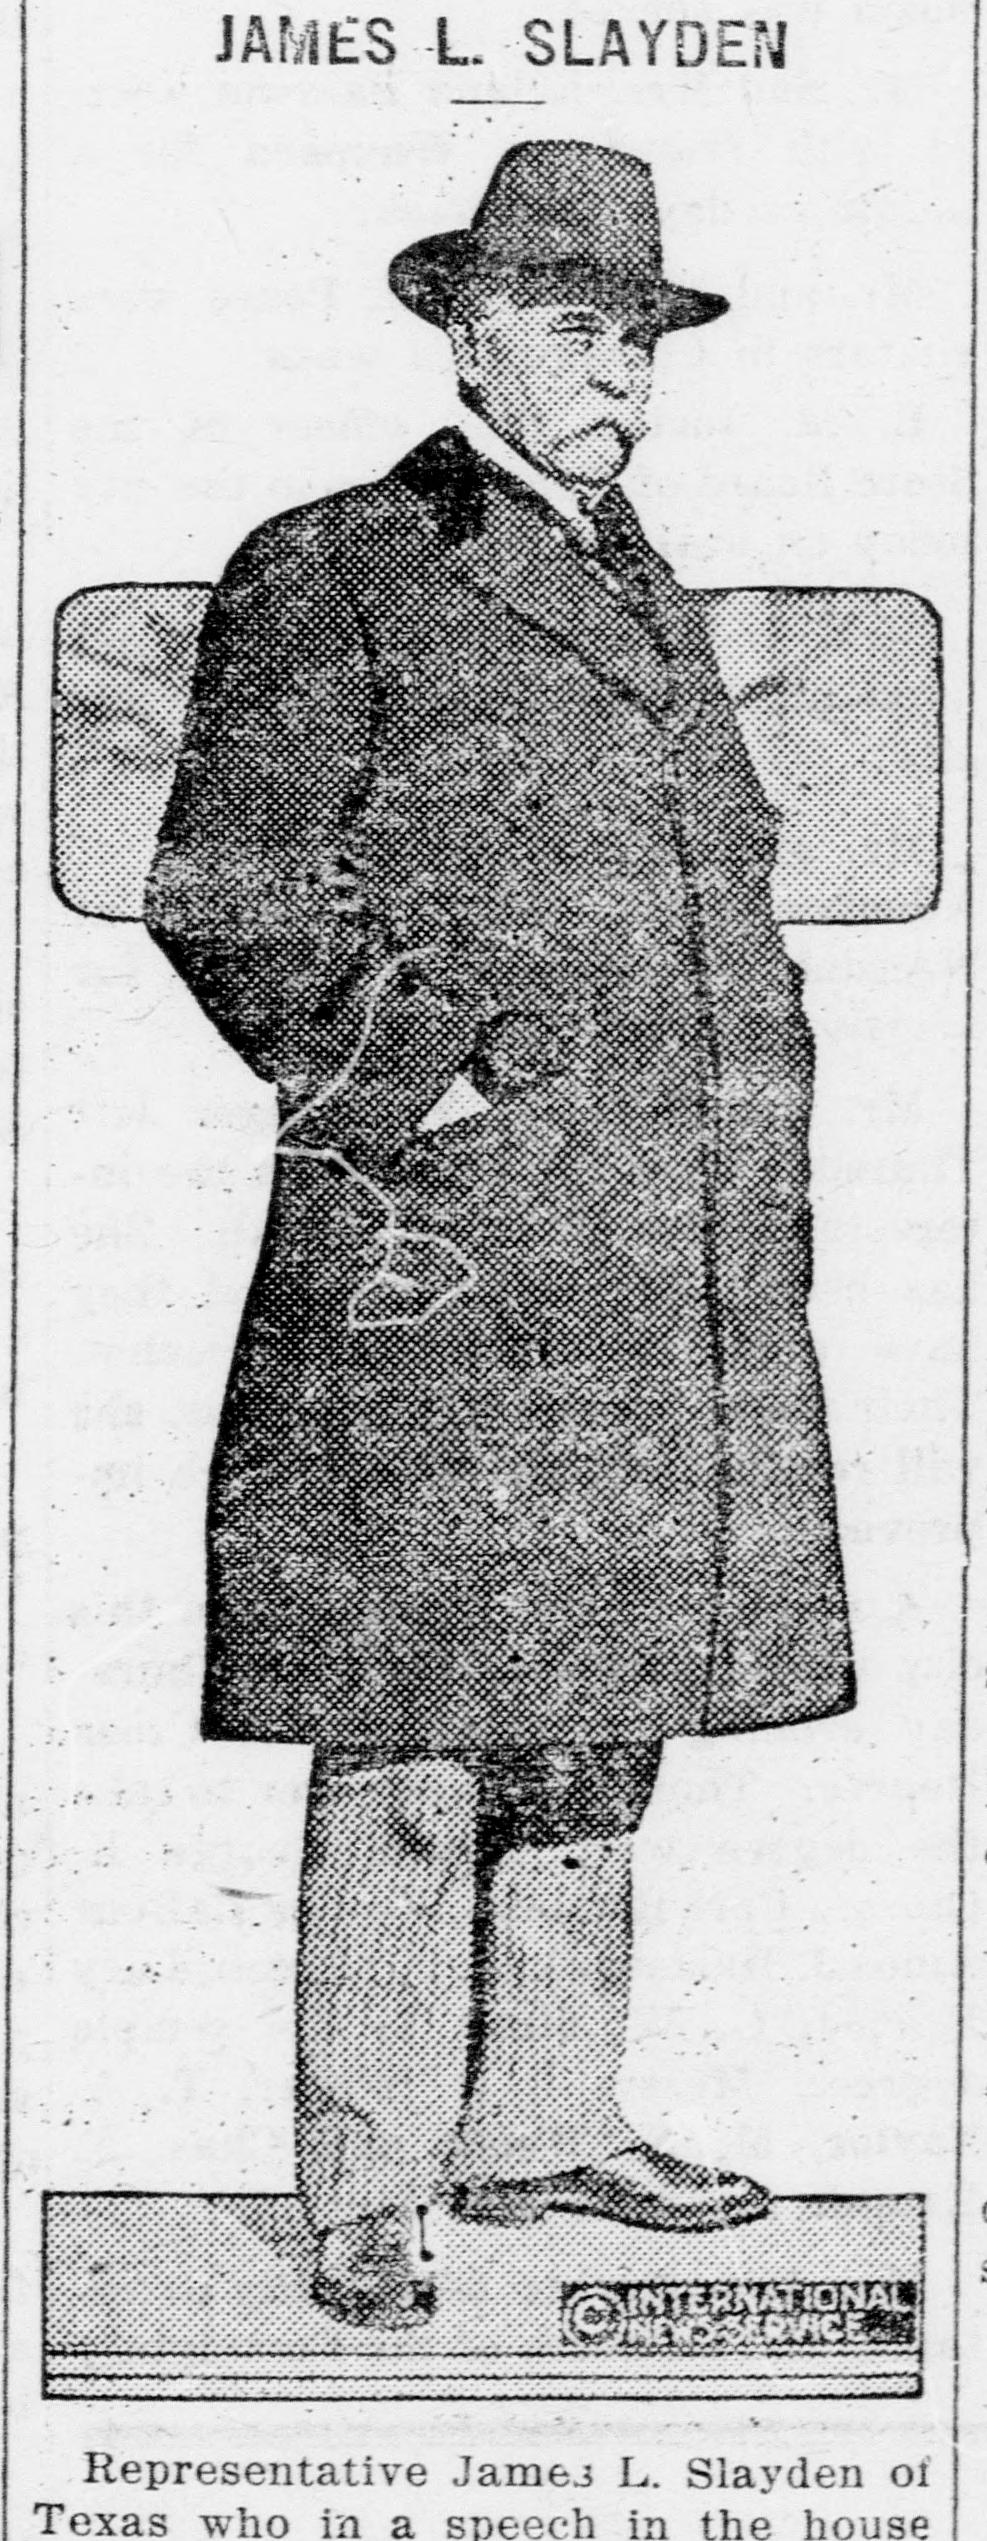 JAMES L. SLAYDEN
© INTERNATIONAL
NEWS SERVICE
Representative James L. Slayden of
Texas who in a speech in the house